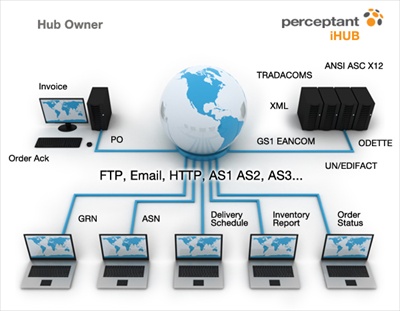 Hub Owner
perceptant
iHUB
ANSI ASC X12
TRADACOMS
Invoice
XML
PO
GS1 EANCOM
ODETTE
Order Ack
UN/EDIFACT
FTP, Email, HTTP, AS1 AS2, AS3...
GRN
ASN
Delivery
Schedule
Inventory
Report
Order
Status